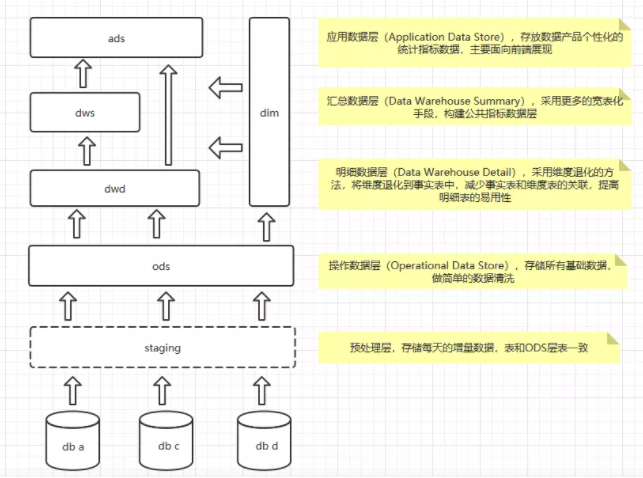 ads
dws
dim
dwd
ods
staging
db a
db c
db d
应用数据层（Application Data Store），存放数据产品个性化的
统计指标数据，主要面向前端展现
汇总数据层（Data Warehouse Summary），采用更多的宽表化
手段，构建公共指标数据层
明细数据层（Data Warehouse Detail），采用维度退化的方
法，将维度退化到事实表中，减少事实表和维度表的关联，提高
明细表的易用性
操作数据层（Operational Data Store），存储所有基础数据，
做简单的数据清洗
预处理层，存储每天的增量数据，表和ODS层表一致